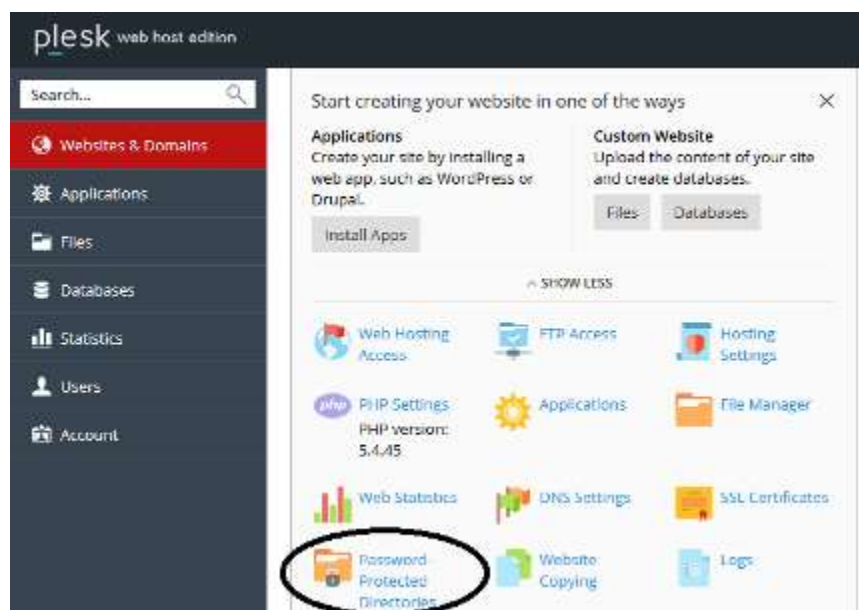 plesk web host edition
Search...
Websites & Domains
Applications
Files
Databases
Statistics
Users
Account
Start creating your website in one of the ways
Applications
Create your site by installing a
web app, such as WordPress or
Drupal.
Install Apps
Custom Website
Upload the content of your site
and create databases.
Files Databases
SHOW LESS
Web Hosting
Access
FTP Access
Hosting
Settings
php PHP Settings
PHP version:
5.4.45
Applications
File Manager
Web Statistics
DNS Settings
SSL Certificates
Password-
Protected
Directories
Website
Copying
Logs